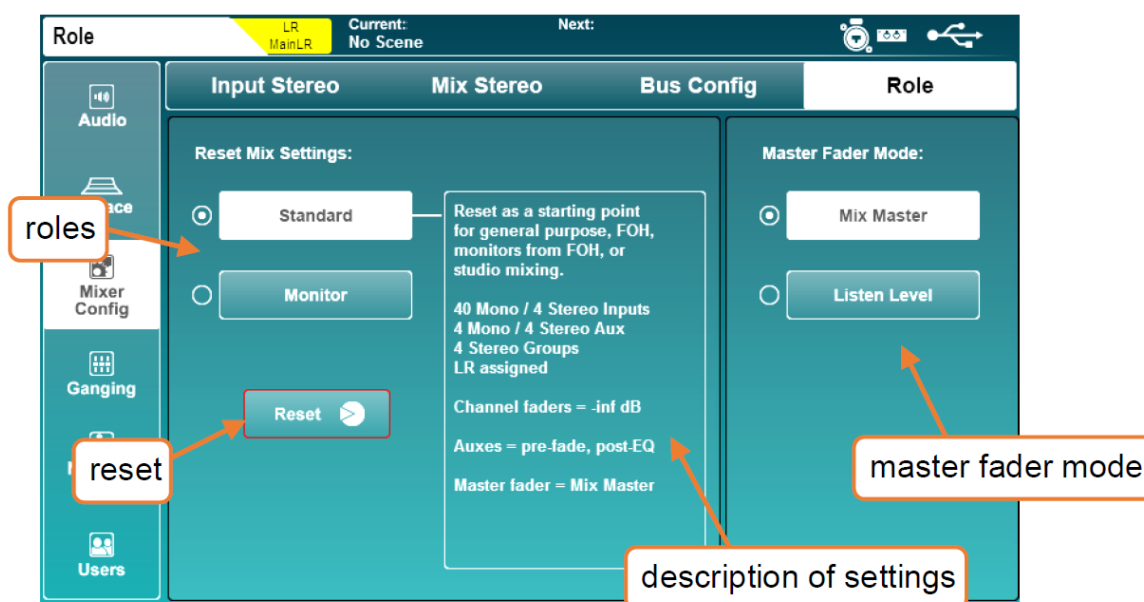 Role
LR
MainLR
Current:
No Scene
Next:
Input Stereo
Mix Stereo
Bus Config
Role
Audio
Mixer
Config
Ganging
Users
Reset Mix Settings:
Standard
Monitor
Reset
Reset as a starting point
for general purpose, FOH,
monitors from FOH, or
studio mixing.
40 Mono / 4 Stereo Inputs
4 Mono / 4 Stereo Aux
4 Stereo Groups
LR assigned
Channel faders = -inf dB
Auxes = pre-fade, post-EQ
Master fader = Mix Master
Master Fader Mode:
Mix Master
Listen Level
roles
reset
master fader mode
description of settings